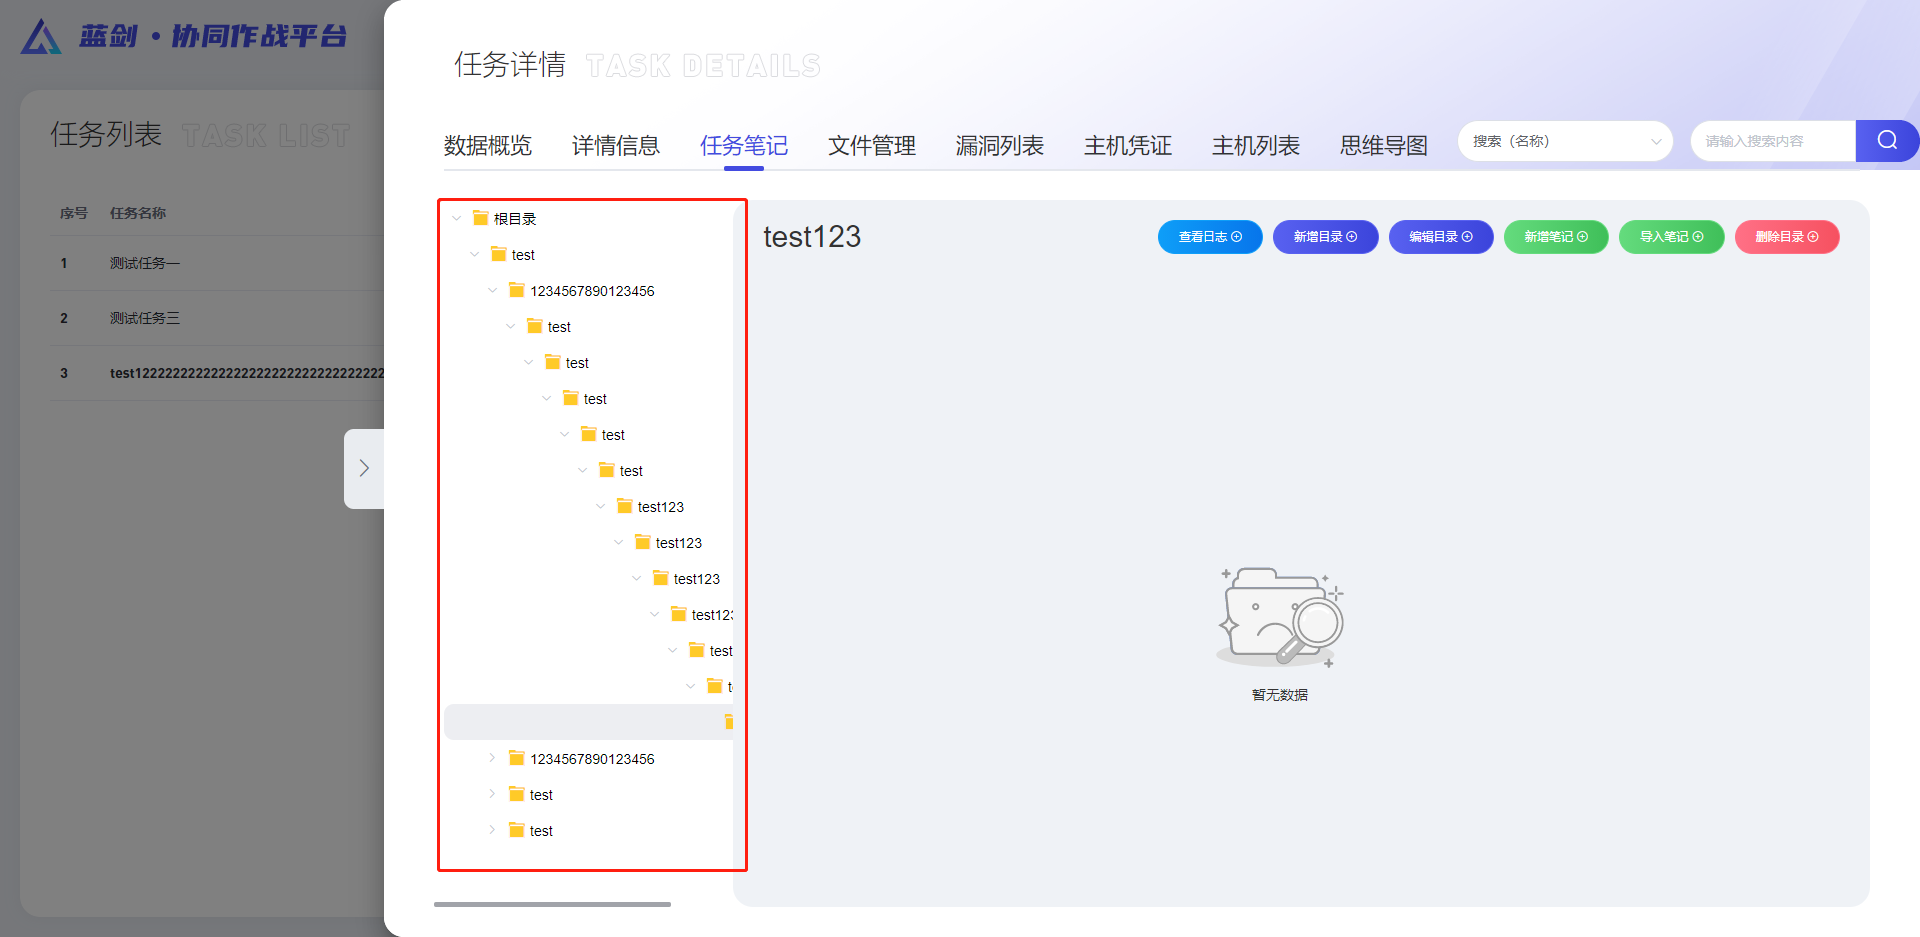 蓝剑·协同作战平台
任务列表 TASK LIST
序号 任务名称
1 测试任务一
2 测试任务三
3
任务详情 TASK DETAILS
数据概览 详情信息 任务笔记 文件管理 漏洞列表 主机凭证 主机列表 思维导图
搜索（名称） 请输入搜索内容
根目录
test
1234567890123456
test
test
test
test
test
test123
test123
test123
test123
test
t
1234567890123456
test
test
test123
查看日志 新增目录 编辑目录 新增笔记 导入笔记 删除目录
暂无数据